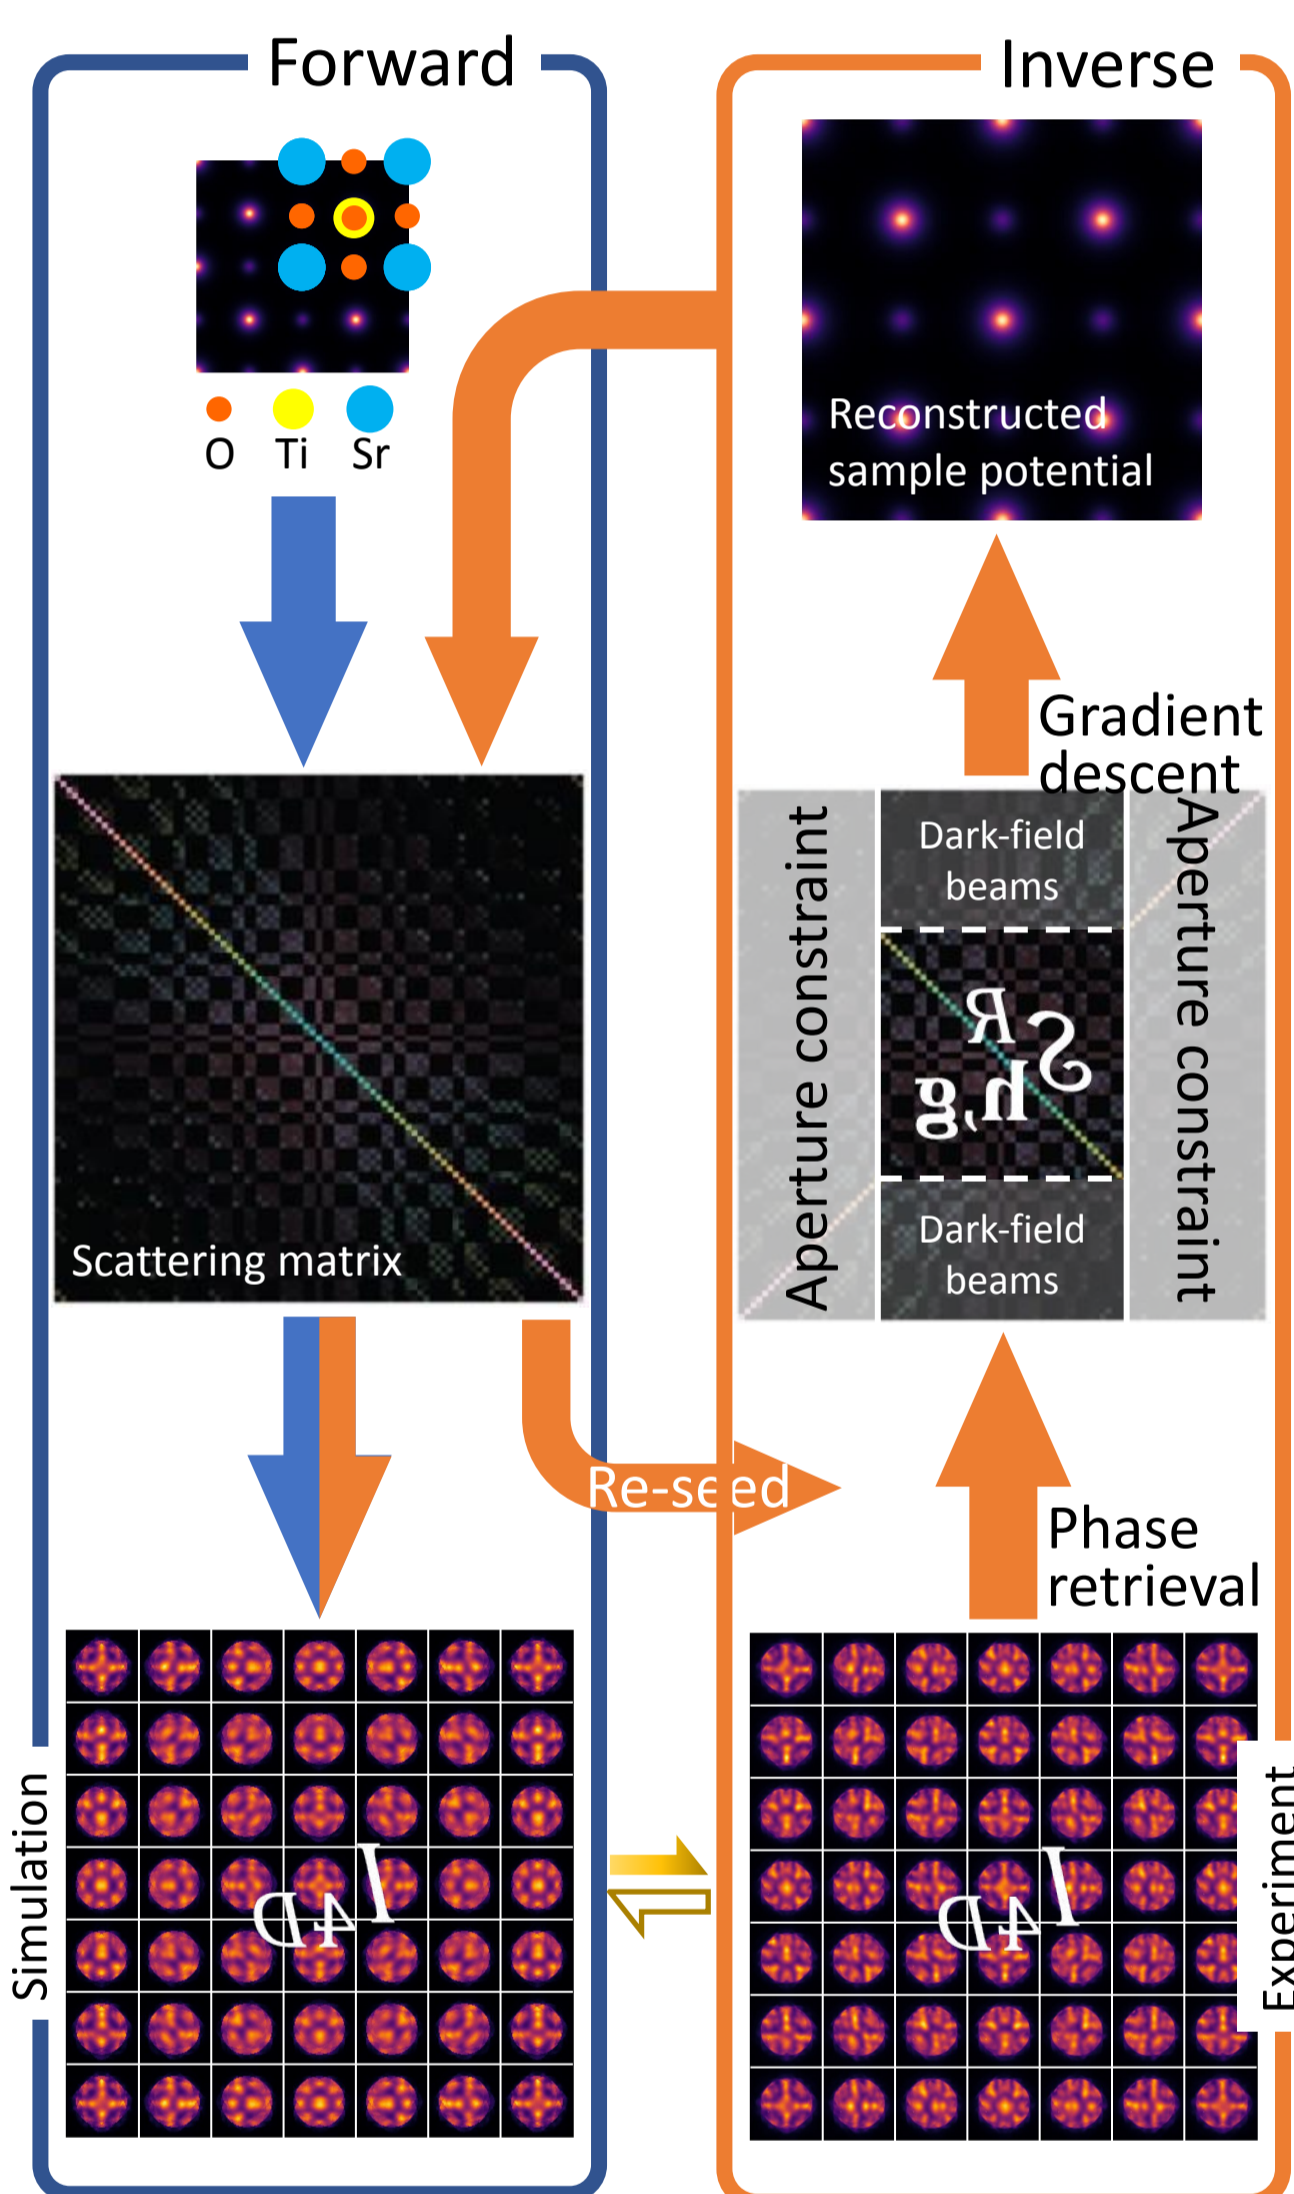 Forward
O Ti Sr
Scattering matrix
Re-seed
Simulation
I4D
Inverse
Reconstructed
sample potential
Gradient
descent
Aperture constraint
Dark-field
beams
SR
h,g
Dark-field
beams
Aperture constraint
Phase
retrieval
I4D
Experiment